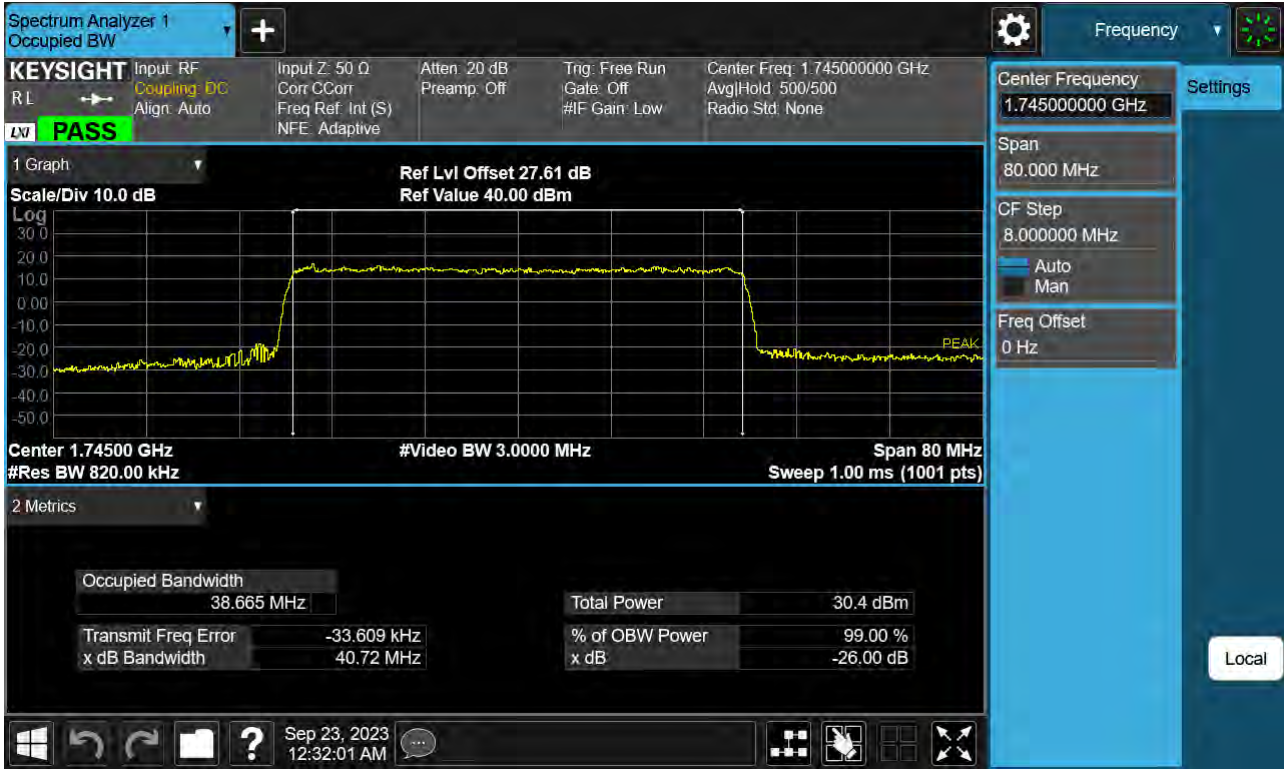 Spectrum Analyzer 1
Occupied BW
Frequency
KEYSIGHT
R L
LXI
PASS
Input: RF
Coupling: DC
Align: Auto
Input Z: 50 Ω
Corr CCorr
Freq Ref: Int (S)
NFE: Adaptive
Atten: 20 dB
Preamp: Off
Trig: Free Run
Gate: Off
#IF Gain: Low
Center Freq: 1.745000000 GHz
Avg|Hold: 500/500
Radio Std: None
Center Frequency
1.745000000 GHz
Settings
Span
80.000 MHz
CF Step
8.000000 MHz
Auto
Man
Freq Offset
0 Hz
1 Graph
Scale/Div 10.0 dB
Ref Lvl Offset 27.61 dB
Ref Value 40.00 dBm
Log
30.0
20.0
10.0
0.00
-10.0
-20.0
-30.0
-40.0
-50.0
PEAK
Center 1.74500 GHz
#Video BW 3.0000 MHz
Span 80 MHz
#Res BW 820.00 kHz
Sweep 1.00 ms (1001 pts)
2 Metrics
Occupied Bandwidth
38.665 MHz
Transmit Freq Error -33.609 kHz
x dB Bandwidth 40.72 MHz
Total Power 30.4 dBm
% of OBW Power 99.00 %
x dB -26.00 dB
Local
?
Sep 23, 2023
12:32:01 AM